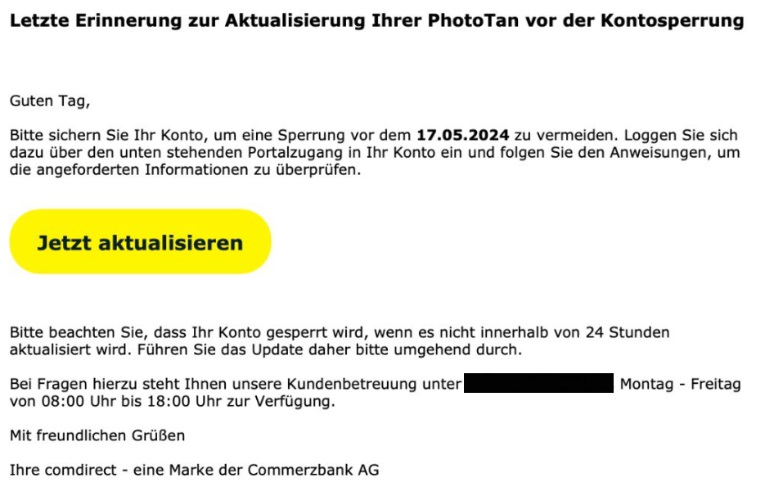 Letzte Erinnerung zur Aktualisierung Ihrer PhotoTan vor der Kontosperrung
Guten Tag,
Bitte sichern Sie Ihr Konto, um eine Sperrung vor dem 17.05.2024 zu vermeiden. Loggen Sie sich
dazu über den unten stehenden Portalzugang in Ihr Konto ein und folgen Sie den Anweisungen, um
die angeforderten Informationen zu überprüfen.
Jetzt aktualisieren
Bitte beachten Sie, dass Ihr Konto gesperrt wird, wenn es nicht innerhalb von 24 Stunden
aktualisiert wird. Führen Sie das Update daher bitte umgehend durch.
Bei Fragen hierzu steht Ihnen unsere Kundenbetreuung unter Montag - Freitag
von 08:00 Uhr bis 18:00 Uhr zur Verfügung.
Mit freundlichen Grüßen
Ihre comdirect - eine Marke der Commerzbank AG